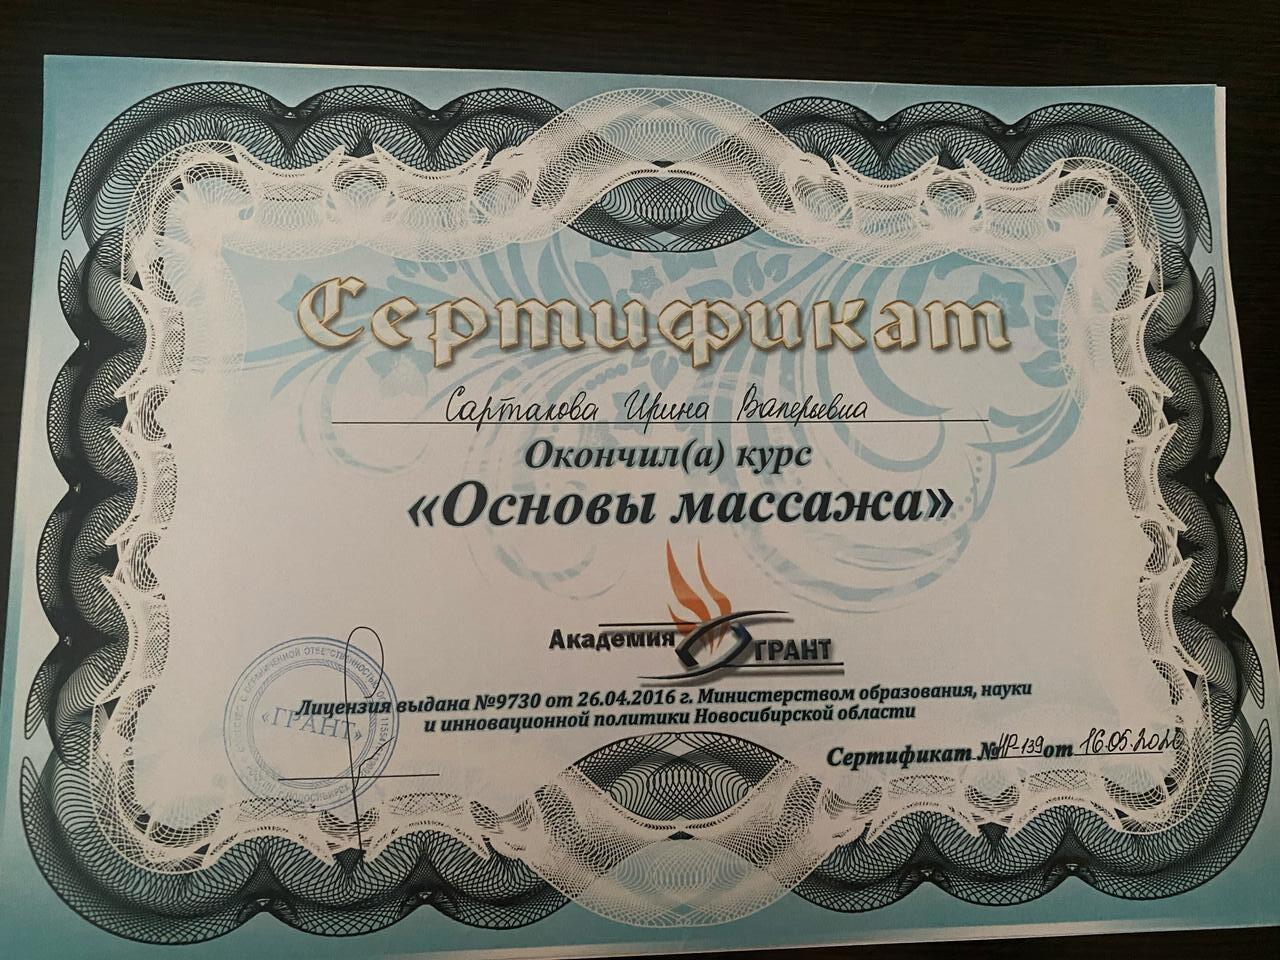 Сертификат
Сарталова Ирина Валерьевна
Окончил(а) курс
«Основы массажа»
Академия ГРАНТ
Лицензия выдана №9730 от 26.04.2016 г. Министерством образования, науки
и инновационной политики Новосибирской области
«ГРАНТ»
Сертификат № НР-139 от 16.05.